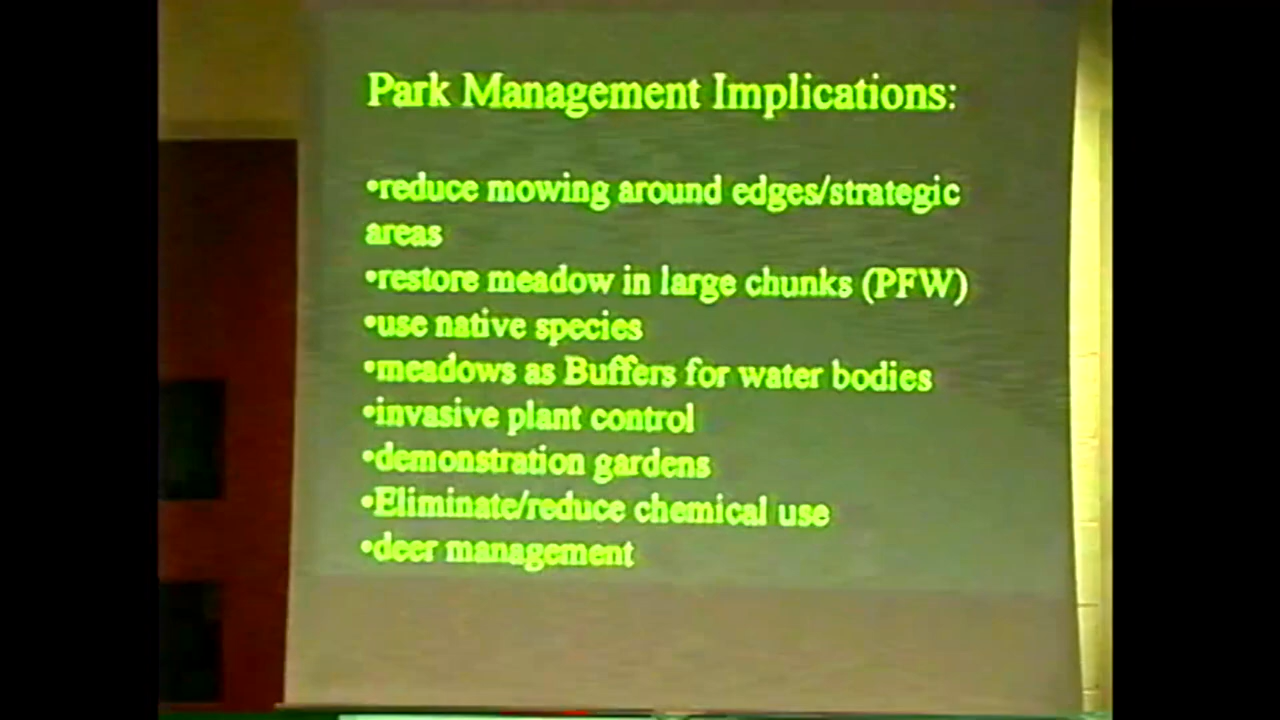 Park Management Implications:
•reduce mowing around edges/strategic
areas
•restore meadow in large chunks (PFW)
•use native species
•meadows as Buffers for water bodies
•invasive plant control
•demonstration gardens
•Eliminate/reduce chemical use
•deer management